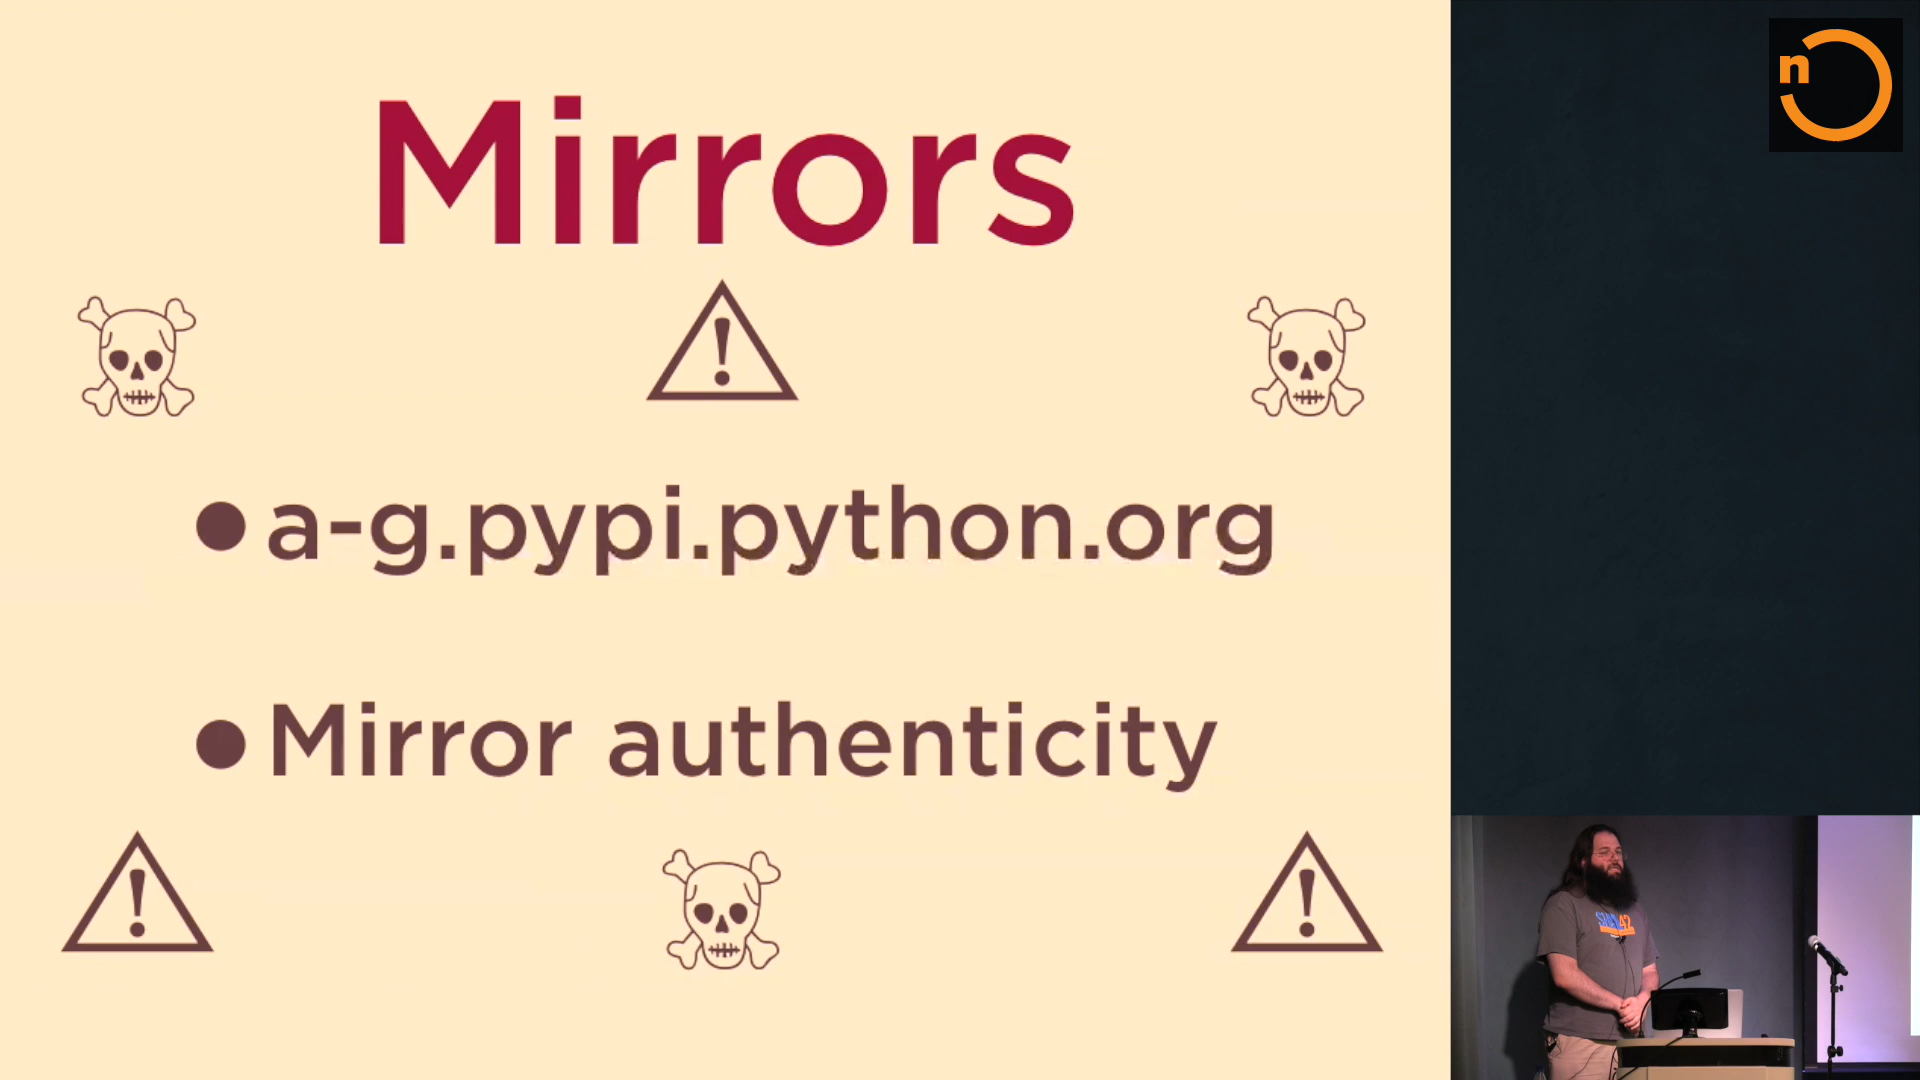 Mirrors
a-g.pypi.python.org
Mirror authenticity
n